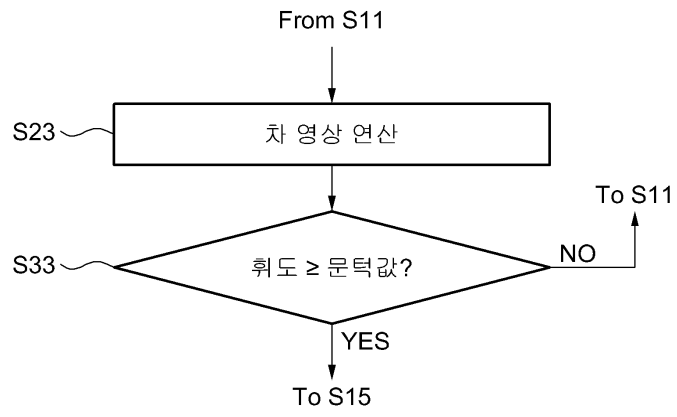 From S11
S23
차 영상 연산
To S11
S33
휘도 ≥ 문턱값?
NO
YES
To S15